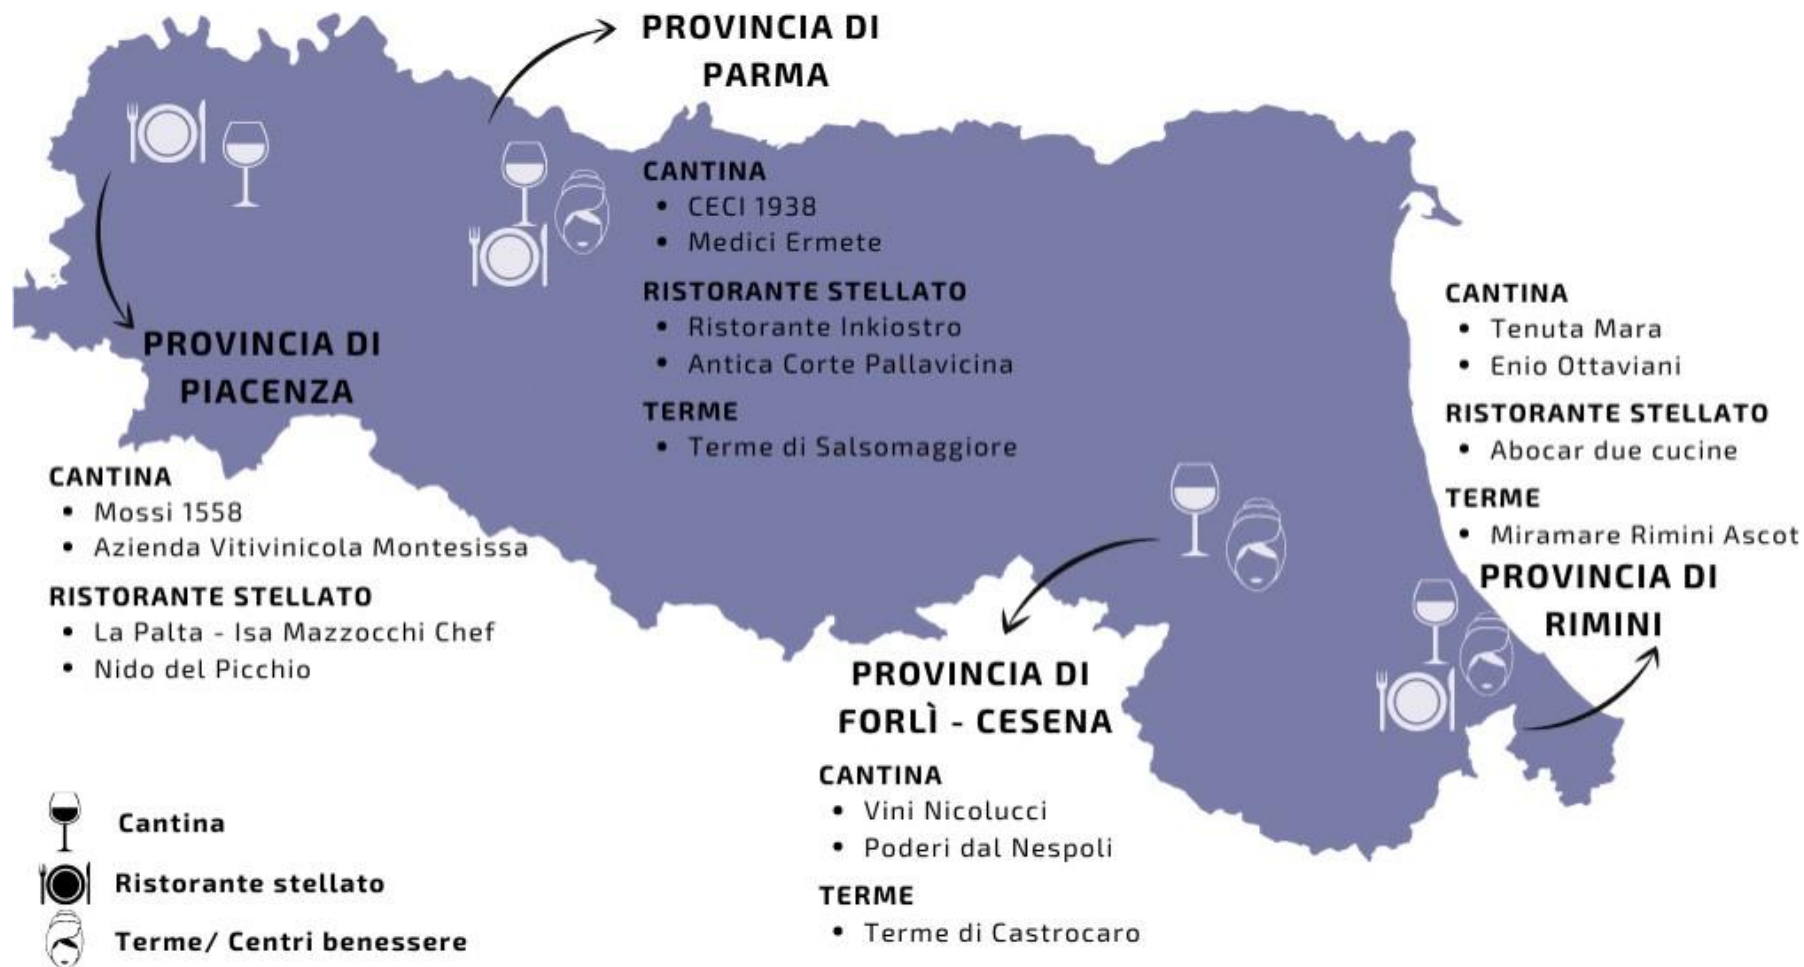 PROVINCIA DI
PARMA
CANTINA
• CECI 1938
• Medici Ermete
RISTORANTE STELLATO
• Ristorante Inkiostro
• Antica Corte Pallavicina
TERME
• Terme di Salsomaggiore
PROVINCIA DI
PIACENZA
CANTINA
• Mossi 1558
• Azienda Vitivinicola Montesissa
RISTORANTE STELLATO
• La Palta - Isa Mazzocchi Chef
• Nido del Picchio
CANTINA
• Tenuta Mara
• Enio Ottaviani
RISTORANTE STELLATO
• Abocar due cucine
TERME
• Miramare Rimini Ascot
PROVINCIA DI
RIMINI
PROVINCIA DI
FORLÌ - CESENA
CANTINA
• Vini Nicolucci
• Poderi dal Nespoli
TERME
• Terme di Castrocaro
Cantina
Ristorante stellato
Terme/ Centri benessere